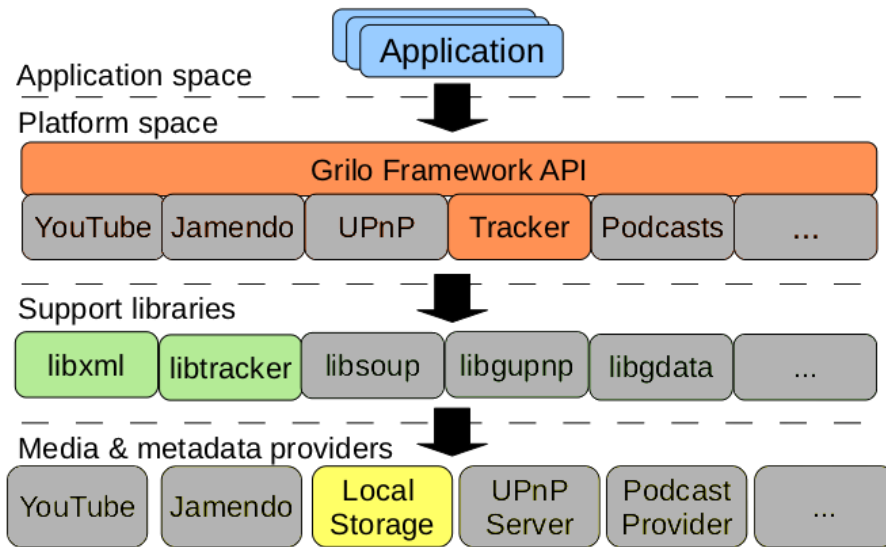 Application
Application space
Platform space
Grilo Framework API
YouTube Jamendo UPnP Tracker Podcasts ...
Support libraries
libxml libtracker libsoup libgupnp libgdata ...
Media & metadata providers
YouTube
Jamendo
Local
Storage
UPnP
Server
Podcast
Provider
...